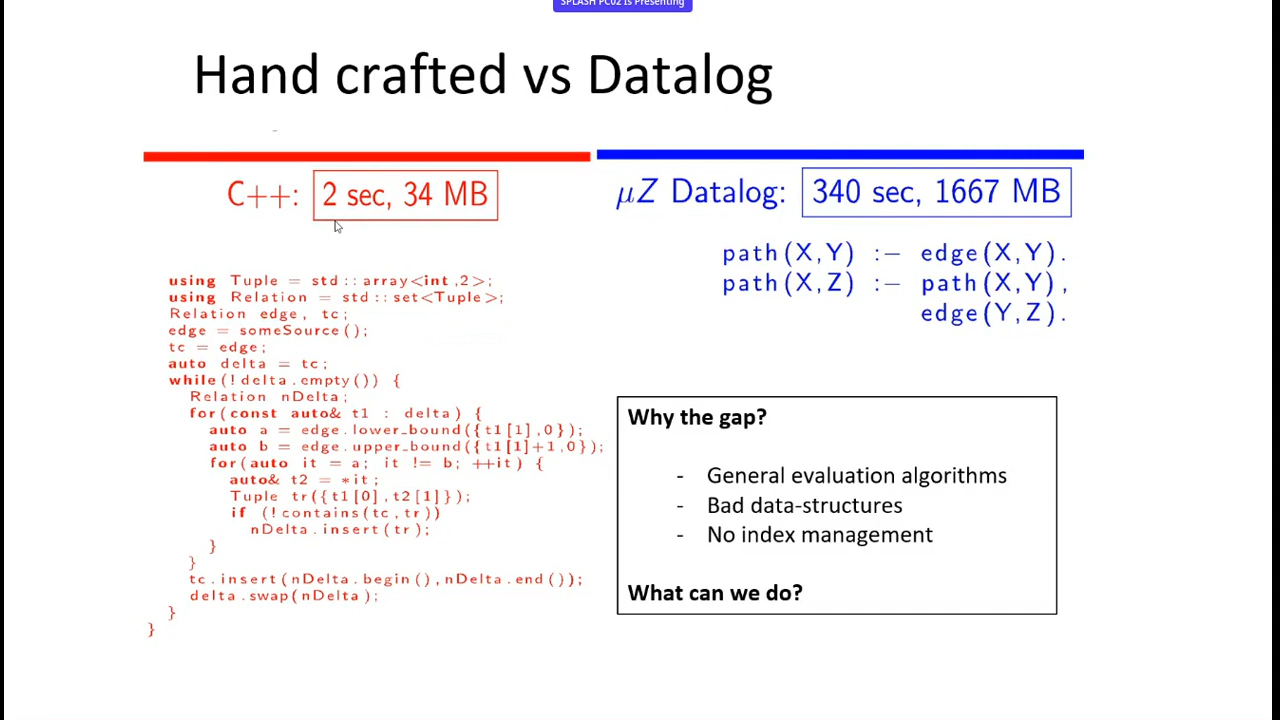 SPLASH PC02 is Presenting
Hand crafted vs Datalog
C++: 2 sec, 34 MB
using Tuple = std::array<int,2>;
using Relation = std::set<Tuple>;
Relation edge, tc;
edge = someSource();
tc = edge;
auto delta = tc;
while(!delta.empty()) {
Relation nDelta;
for(const auto& t1 : delta) {
auto a = edge.lower_bound({t1[1],0});
auto b = edge.upper_bound({t1[1]+1,0});
for(auto it = a; it != b; ++it) {
auto& t2 = *it;
Tuple tr({t1[0],t2[1]});
if (!contains(tc,tr))
nDelta.insert(tr);
}
}
tc.insert(nDelta.begin(),nDelta.end());
delta.swap(nDelta);
}
}
μZ Datalog: 340 sec, 1667 MB
path(X,Y) :- edge(X,Y).
path(X,Z) :- path(X,Y),
edge(Y,Z).
Why the gap?
- General evaluation algorithms
- Bad data-structures
- No index management
What can we do?